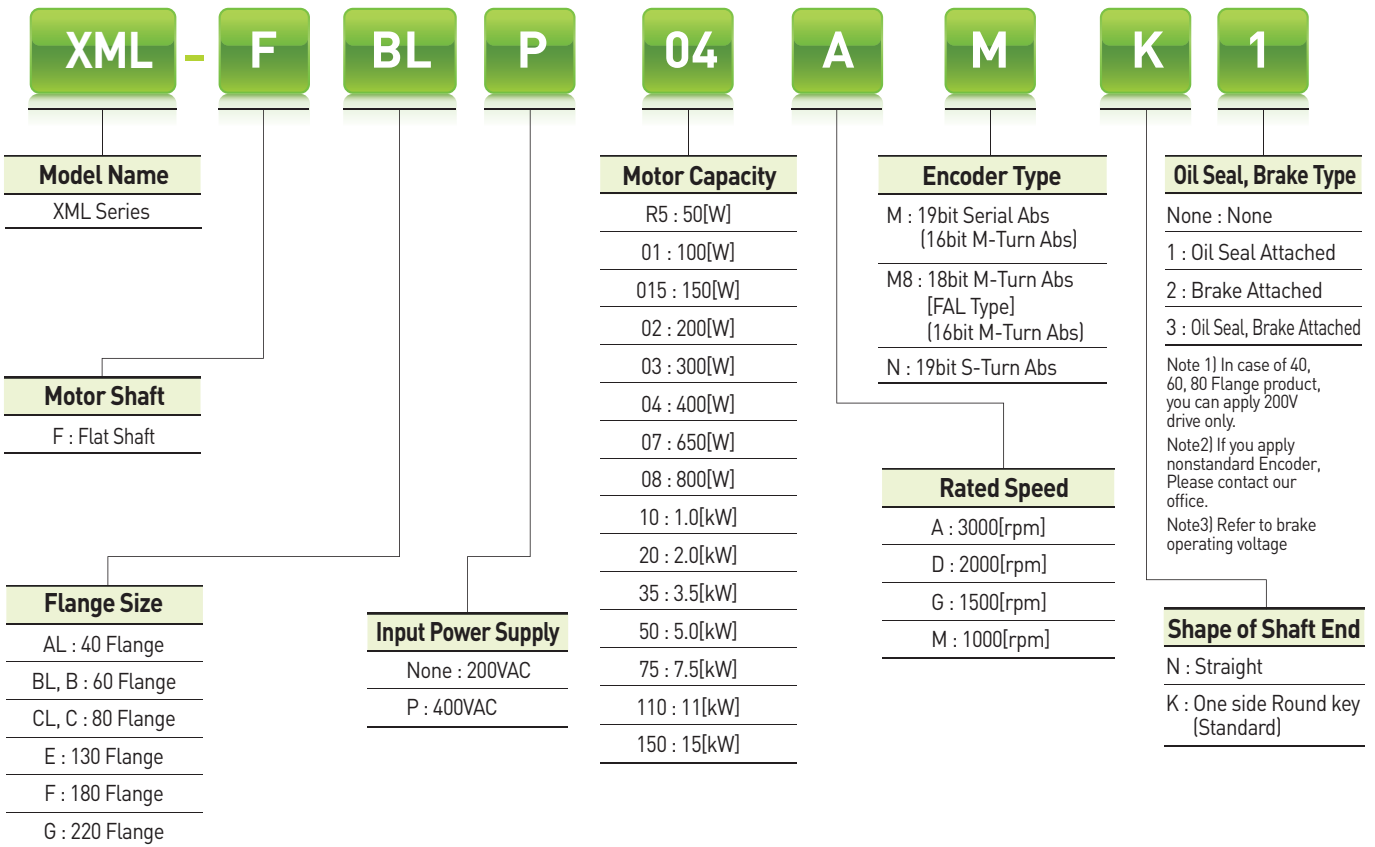 XML - F BL P 04 A M K 1
Model Name
XML Series
Motor Shaft
F : Flat Shaft
Flange Size
AL : 40 Flange
BL, B : 60 Flange
CL, C : 80 Flange
E : 130 Flange
F : 180 Flange
G : 220 Flange
Input Power Supply
None : 200VAC
P : 400VAC
Motor Capacity
R5 : 50[W]
01 : 100[W]
015 : 150[W]
02 : 200[W]
03 : 300[W]
04 : 400[W]
07 : 650[W]
08 : 800[W]
10 : 1.0[kW]
20 : 2.0[kW]
35 : 3.5[kW]
50 : 5.0[kW]
75 : 7.5[kW]
110 : 11[kW]
150 : 15[kW]
Encoder Type
M : 19bit Serial Abs
(16bit M-Turn Abs)
M8 : 18bit M-Turn Abs
[FAL Type]
(16bit M-Turn Abs)
N : 19bit S-Turn Abs
Rated Speed
A : 3000[rpm]
D : 2000[rpm]
G : 1500[rpm]
M : 1000[rpm]
Oil Seal, Brake Type
None : None
1 : Oil Seal Attached
2 : Brake Attached
3 : Oil Seal, Brake Attached
Note 1) In case of 40,
60, 80 Flange product,
you can apply 200V
drive only.
Note2) If you apply
nonstandard Encoder,
Please contact our
office.
Note3) Refer to brake
operating voltage
Shape of Shaft End
N : Straight
K : One side Round key
(Standard)